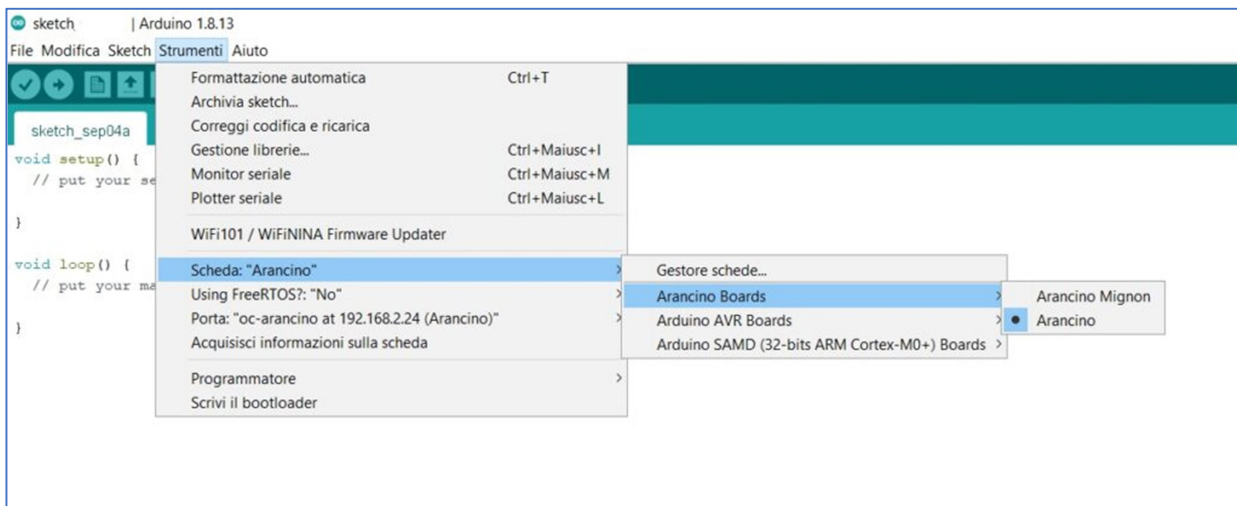 sketch | Arduino 1.8.13
File Modifica Sketch Strumenti Aiuto
sketch_sep04a
void setup() {
// put your se
}
void loop() {
// put your ma
}
Formattazione automatica Ctrl+T
Archivia sketch...
Correggi codifica e ricarica
Gestione librerie... Ctrl+Maiusc+I
Monitor seriale Ctrl+Maiusc+M
Plotter seriale Ctrl+Maiusc+L
WiFi101 / WiFiNINA Firmware Updater
Scheda: "Arancino"
Using FreeRTOS?: "No"
Porta: "oc-arancino at 192.168.2.24 (Arancino)"
Acquisisci informazioni sulla scheda
Programmatore
Scrivi il bootloader
Gestore schede...
Arancino Boards
Arduino AVR Boards
Arduino SAMD (32-bits ARM Cortex-M0+) Boards
Arancino Mignon
Arancino